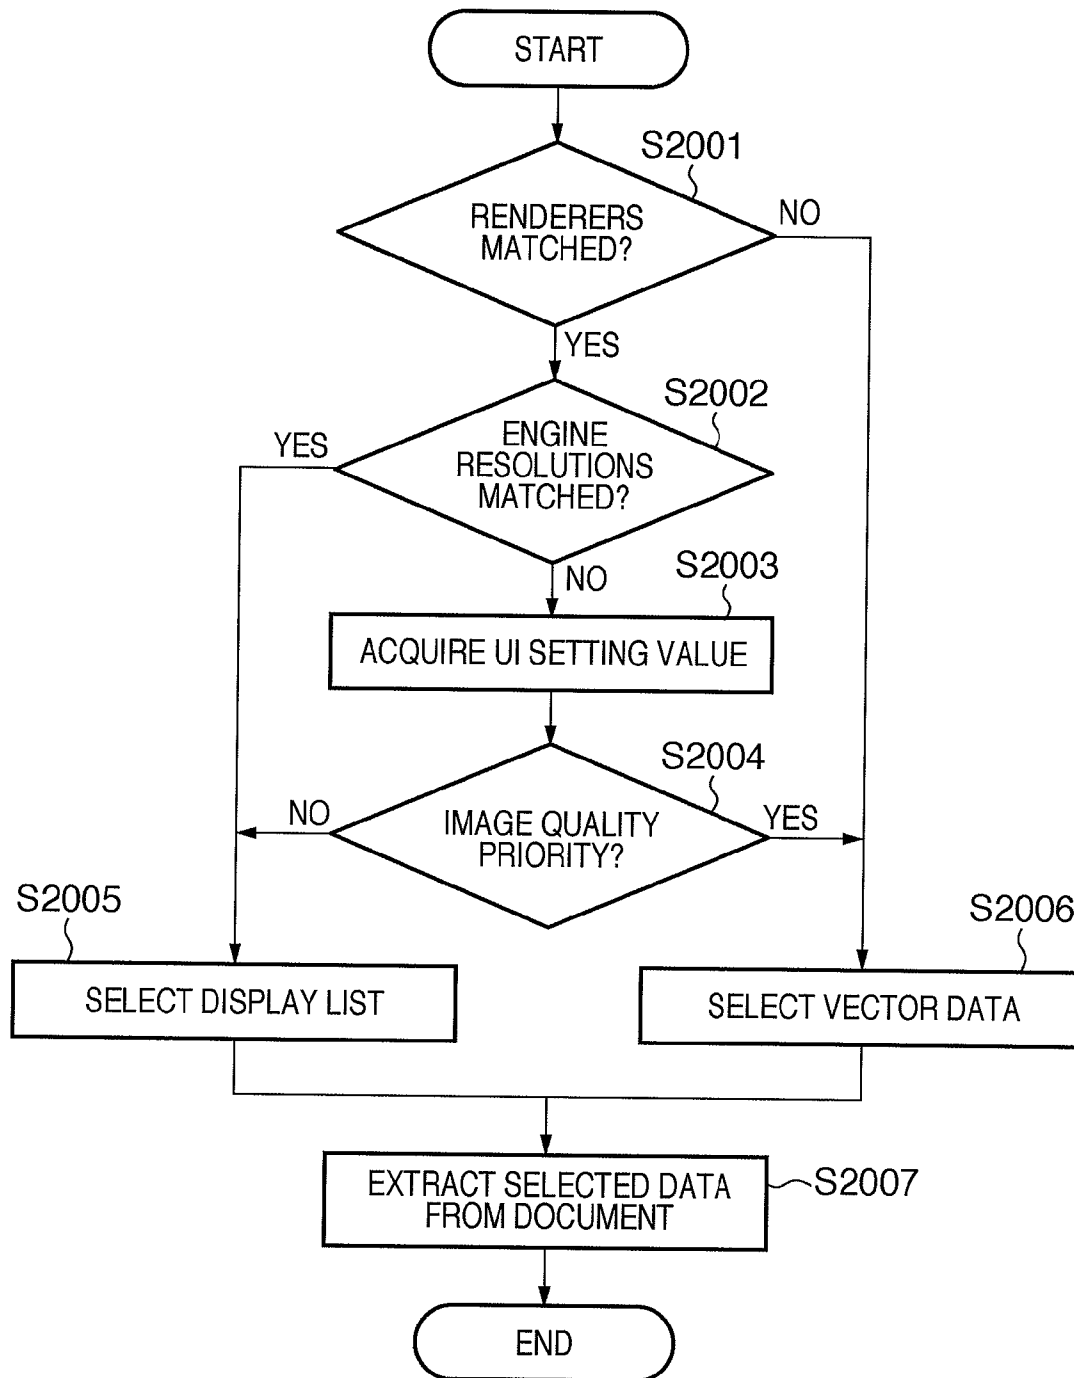 START
S2001
RENDERERS
MATCHED?
NO
YES
S2002
YES
ENGINE
RESOLUTIONS
MATCHED?
NO
S2003
ACQUIRE UI SETTING VALUE
S2004
NO
IMAGE QUALITY
PRIORITY?
YES
S2005
S2006
SELECT DISPLAY LIST
SELECT VECTOR DATA
EXTRACT SELECTED DATA
FROM DOCUMENT
S2007
END